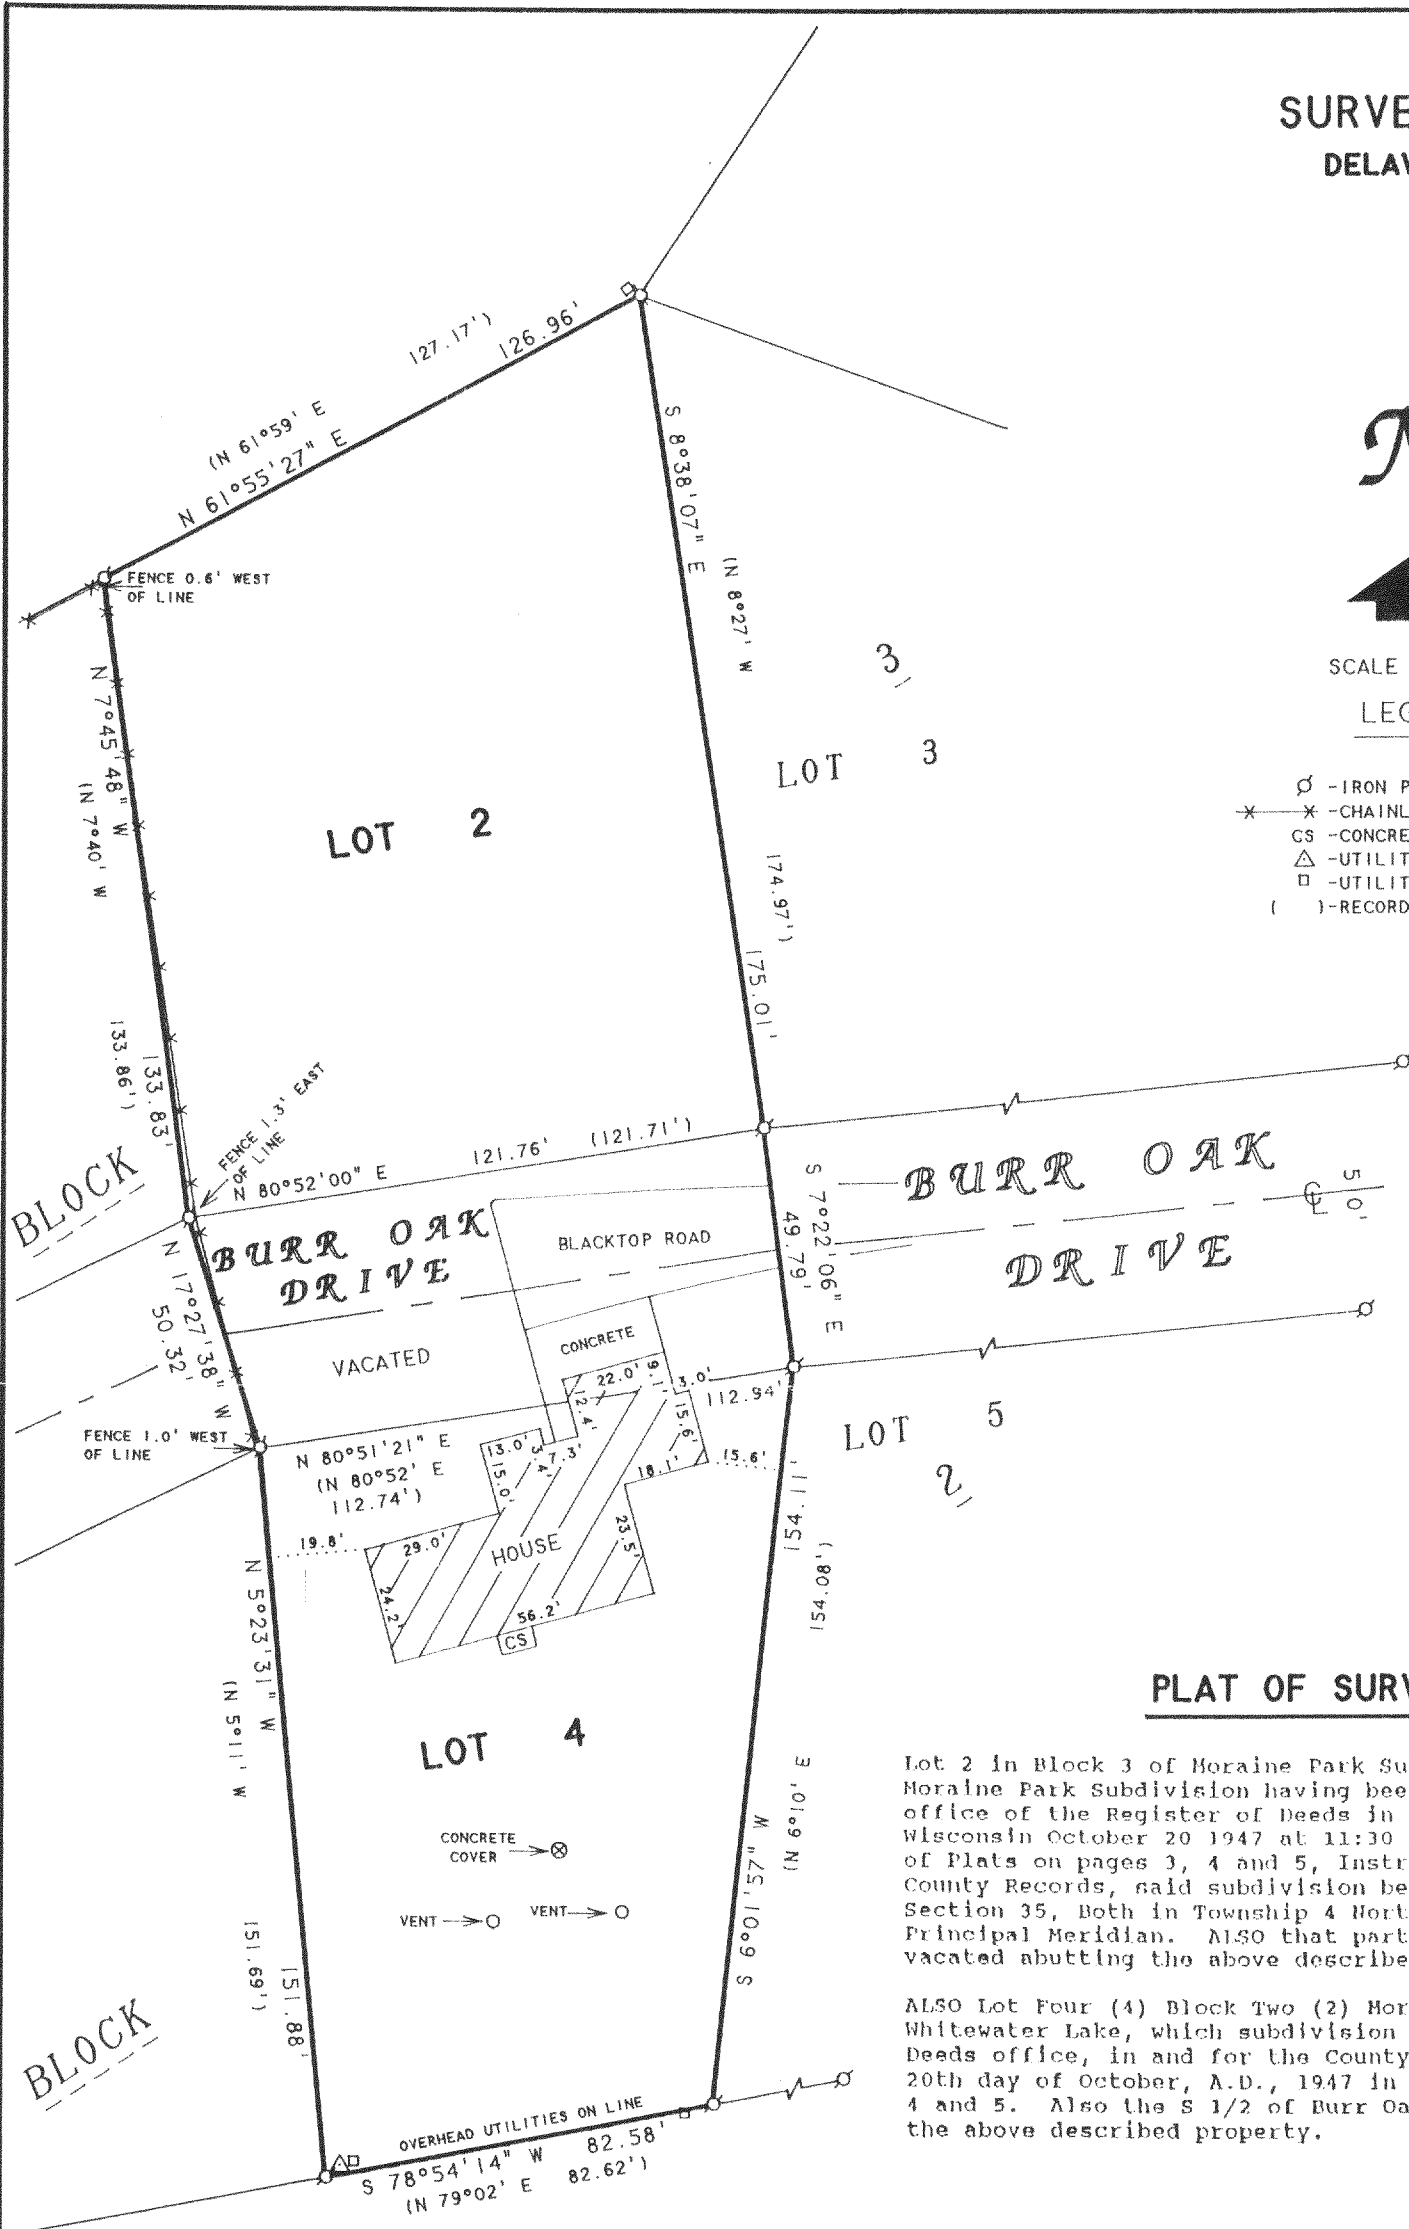 SURVE
DELAV
127.17')
126.96'
(N 61°59' E
N 61°55'27" E
S 8°38'07" E
(N 8°27' W
174.97')
175.01'
FENCE 0.6' WEST
OF LINE
N 7°45'48" W
(N 7°40' W
133.86')
133.83'
LOT 2
3
LOT 3
SCALE
LEG
-IRON P
-CHAINL
CS -CONCRE
-UTILIT
-UTILIT
( )-RECORD
FENCE 1.3' EAST
OF LINE
N 80°52'00" E
121.76' (121.71')
BLOCK
BURR OAK
DRIVE
BLACKTOP ROAD
S 7°22'06" E
49.79'
BURR OAK
DRIVE
50'
N 17°27'38" W
50.32'
VACATED
CONCRETE
FENCE 1.0' WEST
OF LINE
22.0'
9.1'
3.0'
112.94'
12.4'
15.6'
N 80°51'21" E
(N 80°52' E
112.74')
13.0'
3.4'
7.3'
15.0'
18.1'
15.6'
LOT 5
2
19.8'
29.0'
HOUSE
23.5'
24.2'
56.2'
CS
154.11'
154.08')
N 5°23'31" W
(N 5°11' W
151.69')
151.88'
LOT 4
S 6°01'57" W
(N 6°01' E
CONCRETE
COVER
VENT
VENT
BLOCK
OVERHEAD UTILITIES ON LINE
S 78°54'14" W 82.58'
(N 79°02' E 82.62')
PLAT OF SURV
Lot 2 in Block 3 of Moraine Park Su
Moraine Park Subdivision having bee
office of the Register of Deeds in
Wisconsin October 20 1947 at 11:30
of Plats on pages 3, 4 and 5, Instr
County Records, said subdivision be
Section 35, Both in Township 4 Nort
Principal Meridian. ALSO that part
vacated abutting the above describe
ALSO Lot Four (4) Block Two (2) Mor
Whitewater Lake, which subdivision
Deeds office, in and for the County
20th day of October, A.D., 1947 in
4 and 5. Also the S 1/2 of Burr Oa
the above described property.